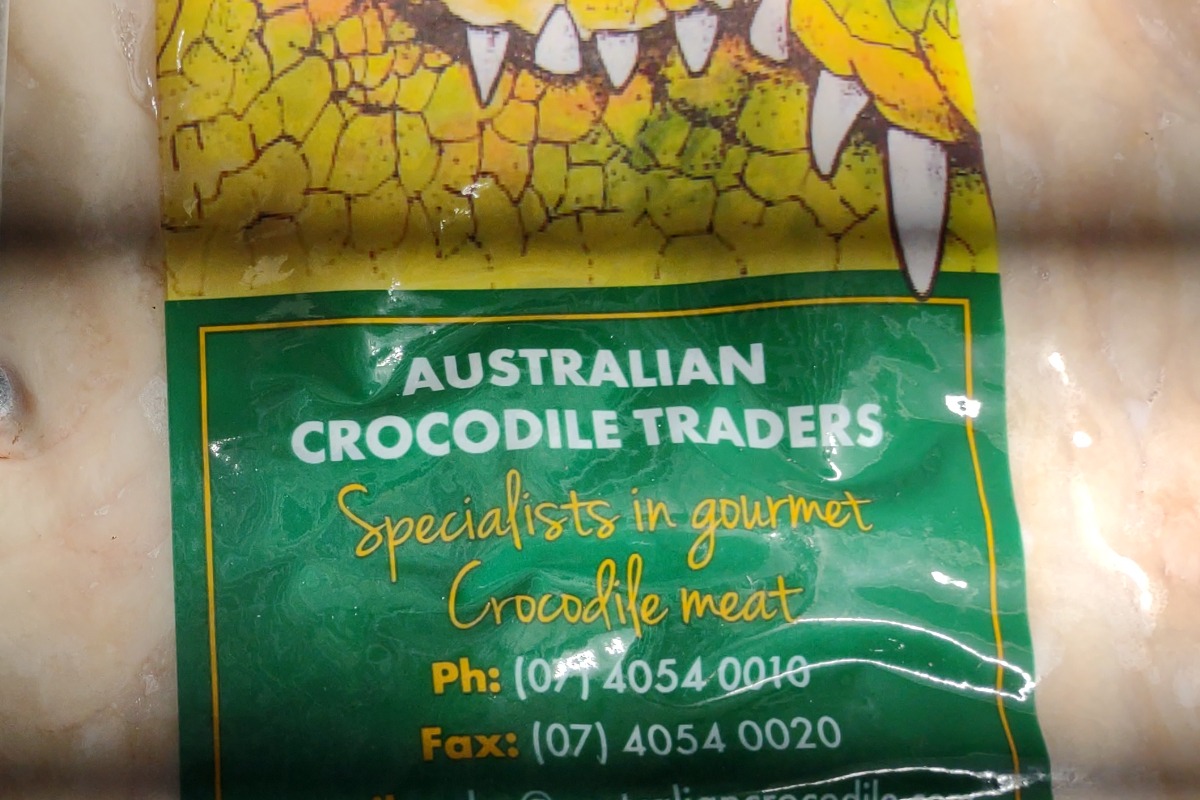 AUSTRALIAN
CROCODILE TRADERS
Specialists in gourmet
Crocodile meat
Ph: (07) 4054 0010
Fax: (07) 4054 0020